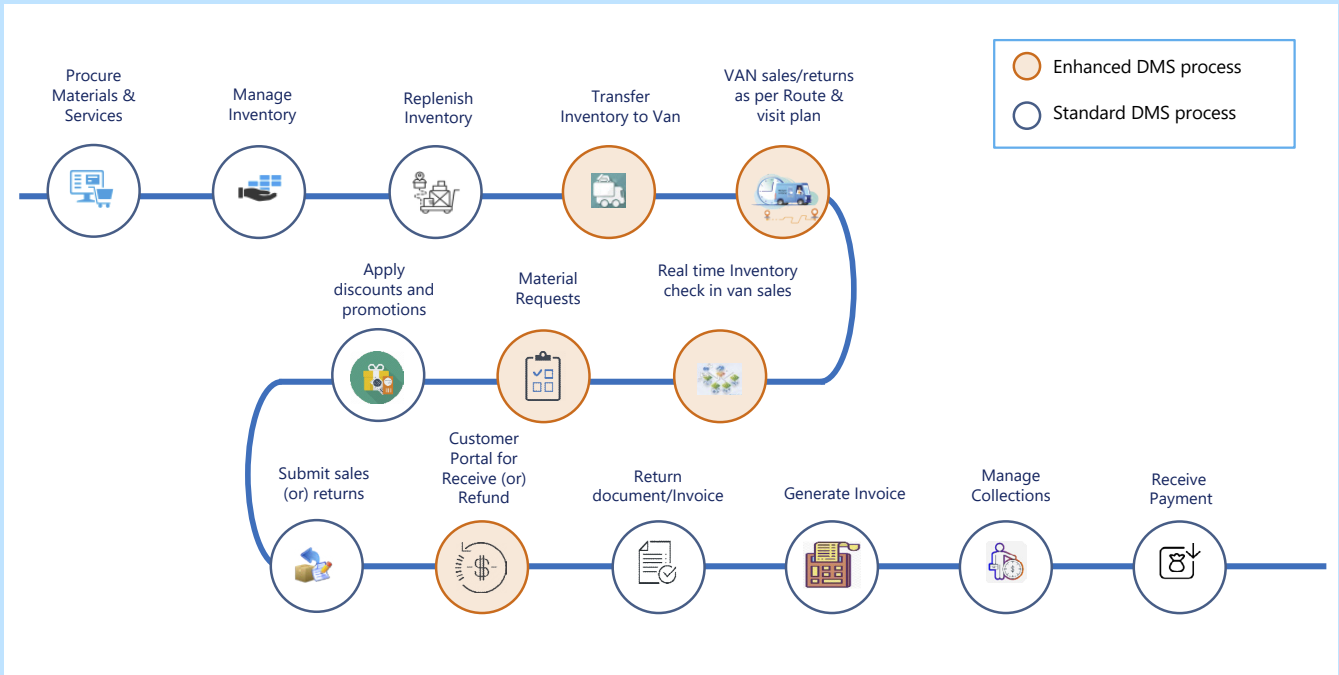 Procure
Materials &
Services
Manage
Inventory
Replenish
Inventory
Transfer
Inventory to Van
VAN sales/returns
as per Route &
visit plan
Enhanced DMS process
Standard DMS process
Real time Inventory
check in van sales
Material
Requests
Apply
discounts and
promotions
Submit sales
(or) returns
Customer
Portal for
Receive (or)
Refund
Return
document/Invoice
Generate Invoice
Manage
Collections
Receive
Payment